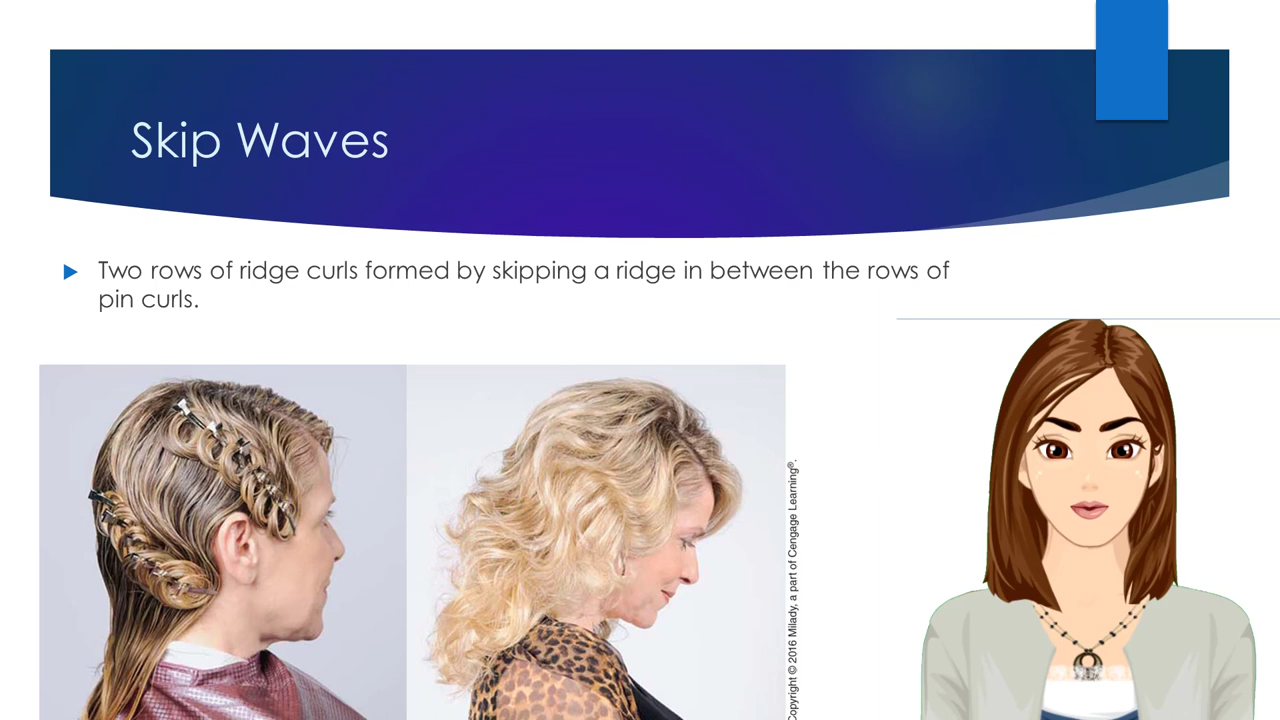 Skip Waves
Two rows of ridge curls formed by skipping a ridge in between the rows of
pin curls.
Copyright © 2016 Milady, a part of Cengage Learning®.